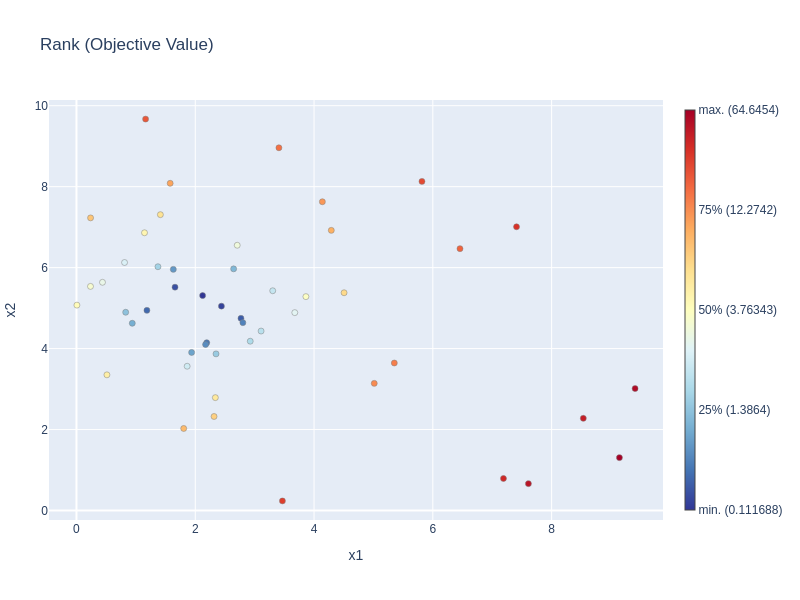 Rank (Objective Value)
10
8
6
4
2
0
x2
0
2
4
6
8
x1
max. (64.6454)
75% (12.2742)
50% (3.76343)
25% (1.3864)
min. (0.111688)